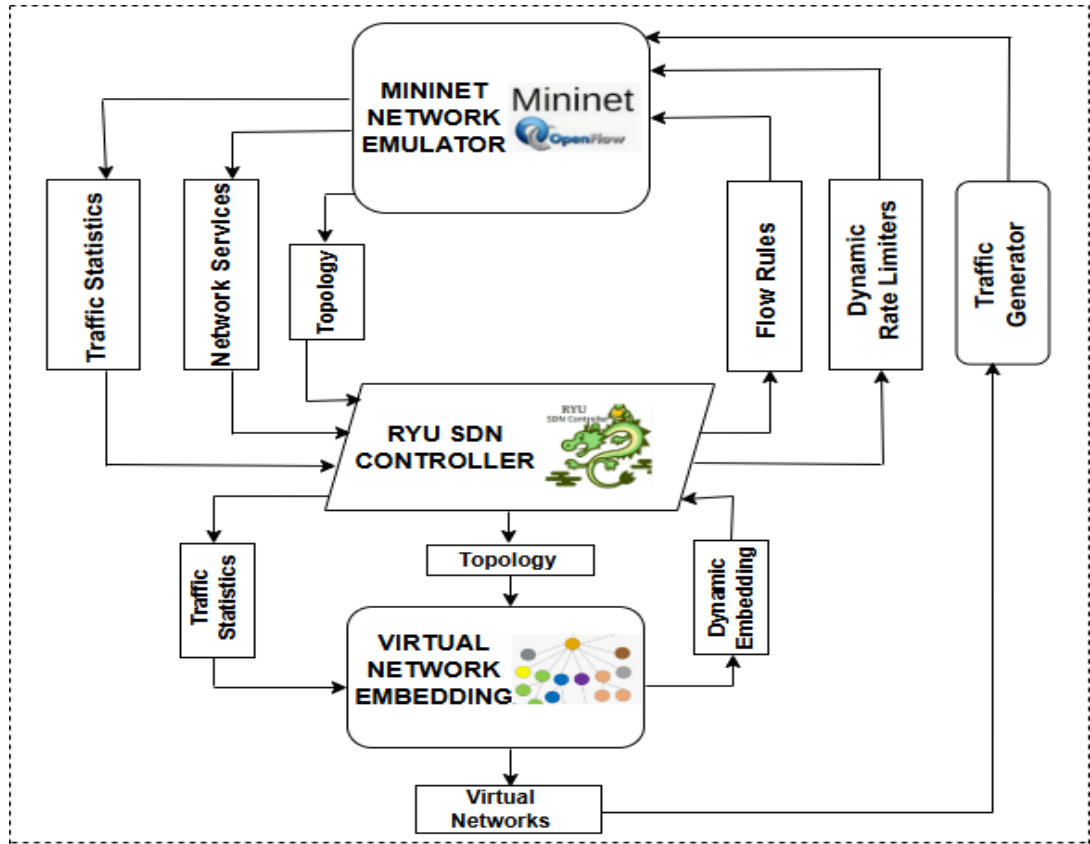 MININET
NETWORK
EMULATOR
Mininet
OpenFlow
Traffic Statistics
Network Services
Topology
Flow Rules
Dynamic
Rate Limiters
Traffic
Generator
RYU SDN
CONTROLLER
RYU
SDN Controller
Traffic
Statistics
Topology
Dynamic
Embedding
VIRTUAL
NETWORK
EMBEDDING
Virtual
Networks